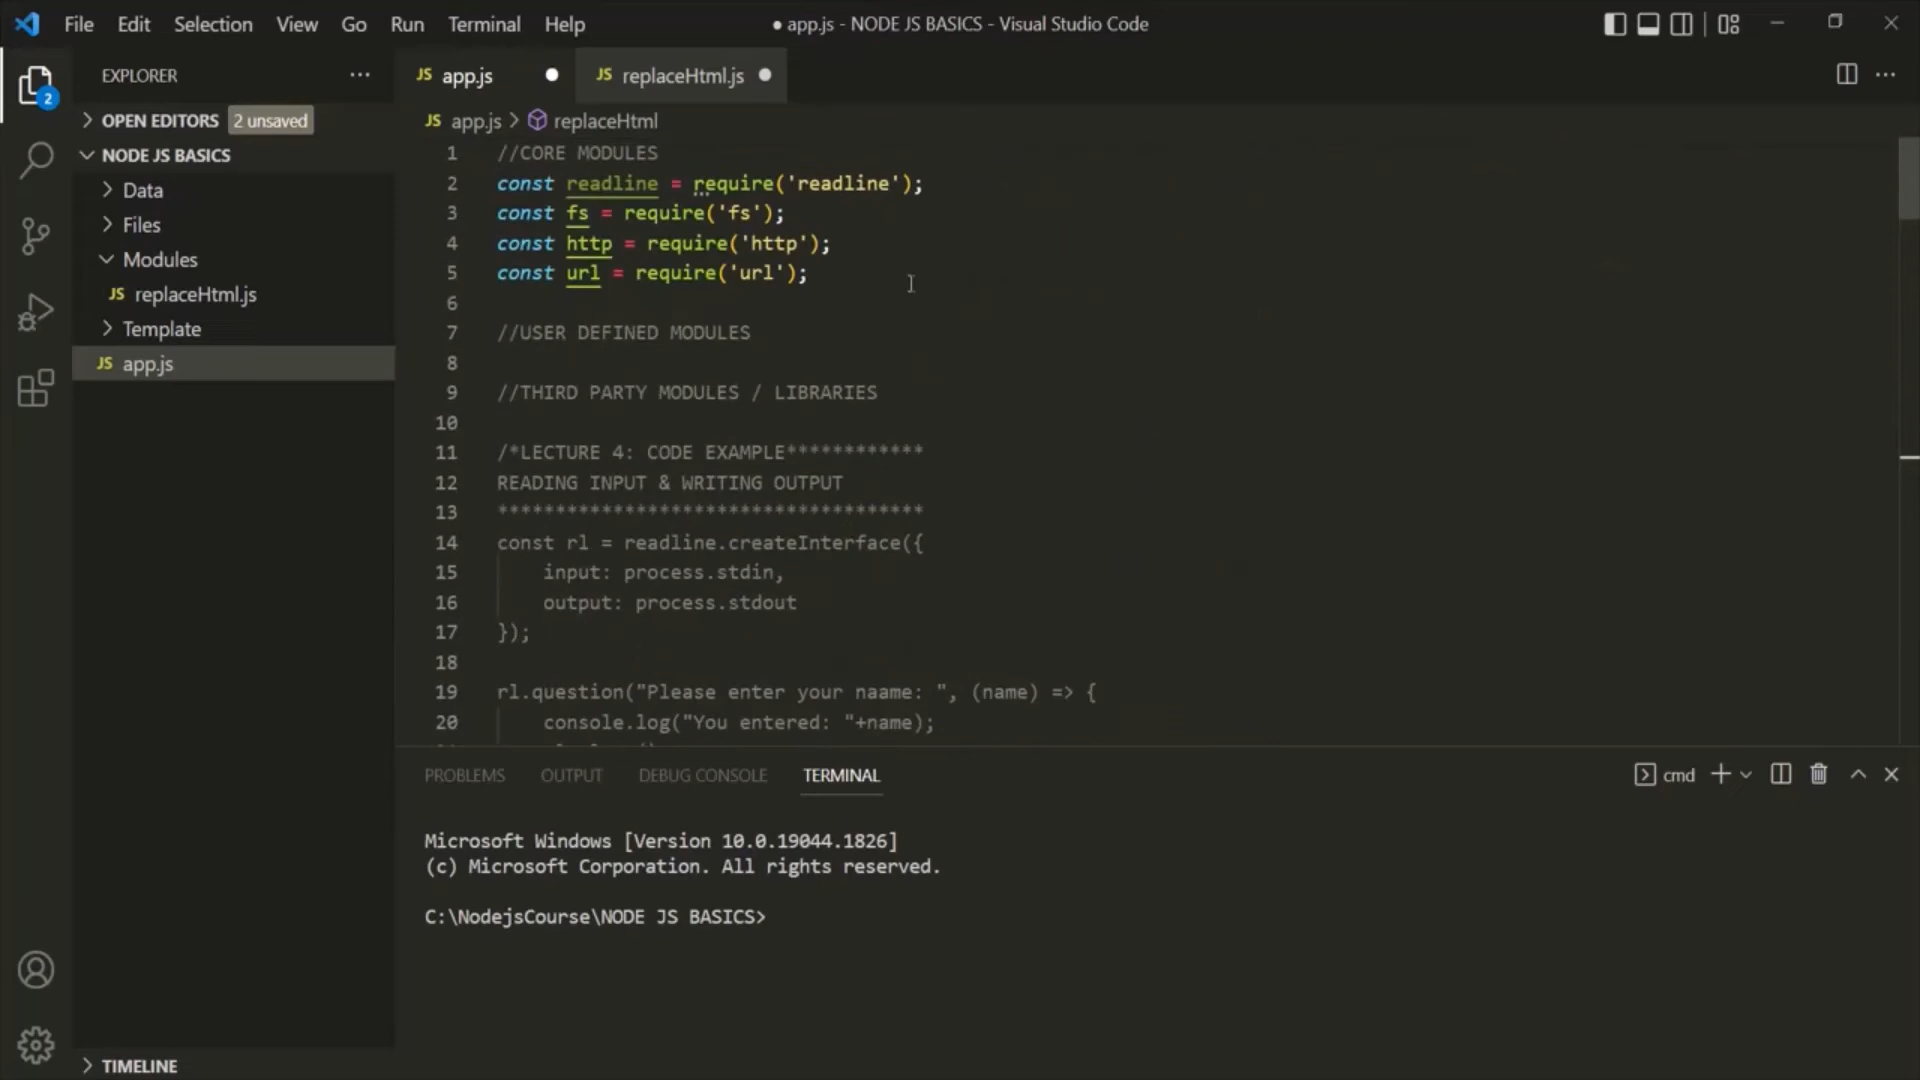 File Edit Selection View Go Run Terminal Help ● app.js - NODE JS BASICS - Visual Studio Code
EXPLORER ···
JS app.js ● JS replaceHtml.js ●
2
OPEN EDITORS 2 unsaved
NODE JS BASICS
Data
Files
Modules
JS replaceHtml.js
Template
JS app.js
TIMELINE
JS app.js > replaceHtml
1 //CORE MODULES
2 const readline = require('readline');
3 const fs = require('fs');
4 const http = require('http');
5 const url = require('url');
6
7 //USER DEFINED MODULES
8
9 //THIRD PARTY MODULES / LIBRARIES
10
11 /*LECTURE 4: CODE EXAMPLE************
12 READING INPUT & WRITING OUTPUT
13 *************************************
14 const rl = readline.createInterface({
15 input: process.stdin,
16 output: process.stdout
17 });
18
19 rl.question("Please enter your naame: ", (name) => {
20 console.log("You entered: "+name);
PROBLEMS OUTPUT DEBUG CONSOLE TERMINAL cmd
Microsoft Windows [Version 10.0.19044.1826]
(c) Microsoft Corporation. All rights reserved.
C:\NodejsCourse\NODE JS BASICS>